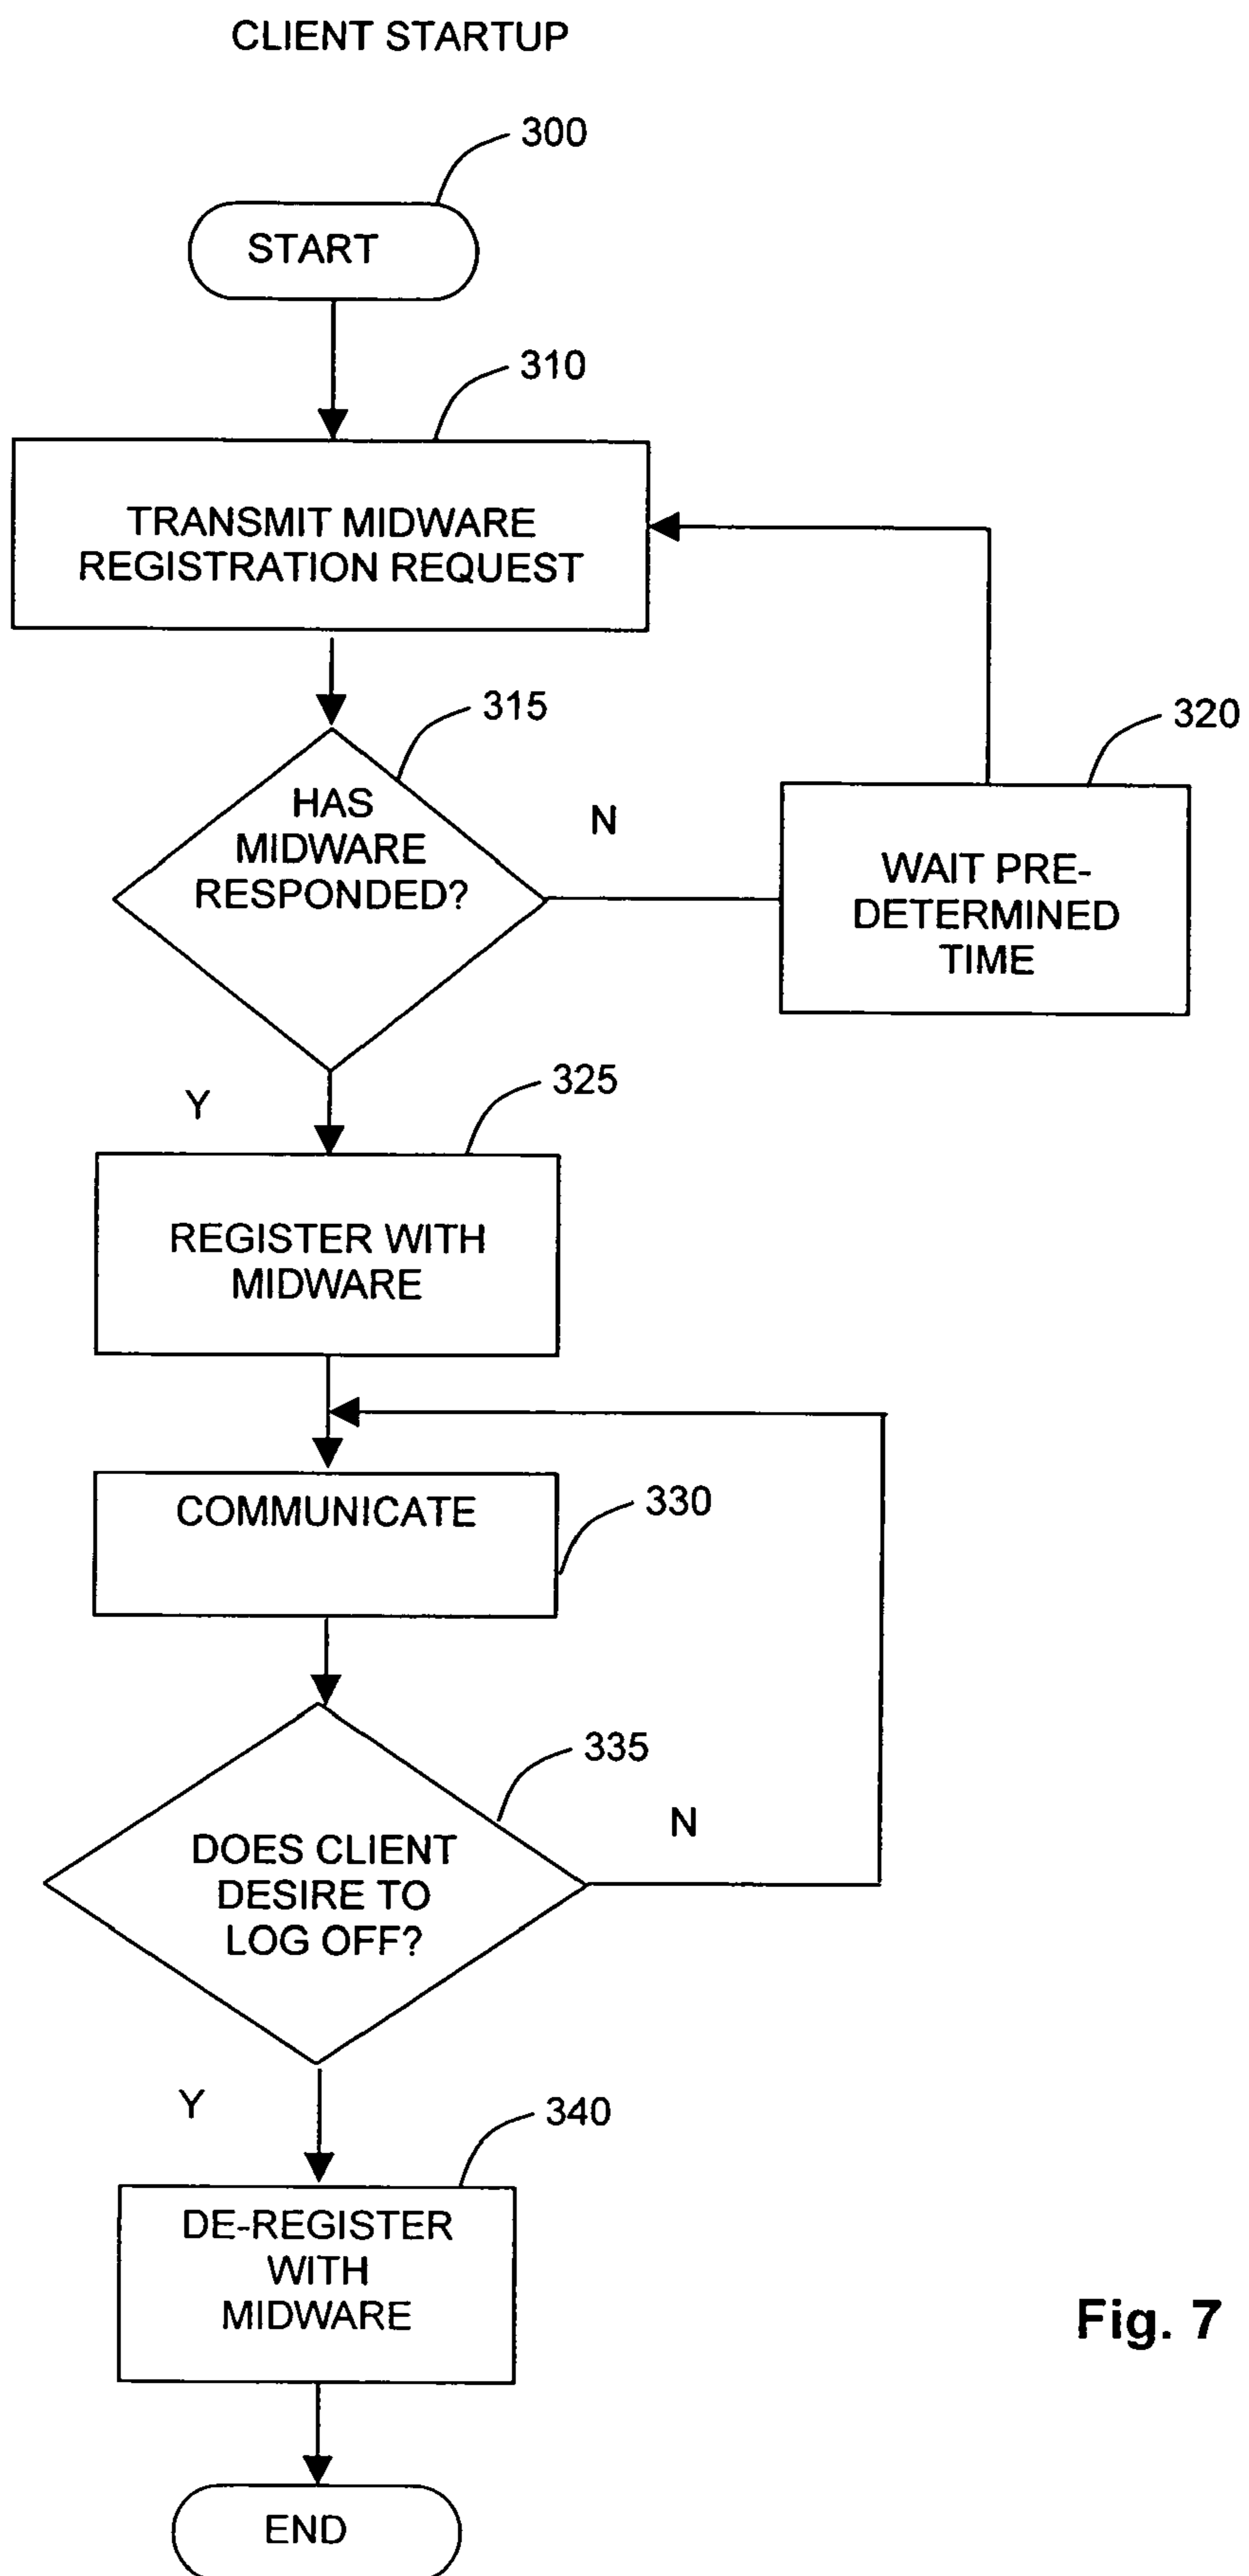 CLIENT STARTUP
300
START
310
TRANSMIT MIDWARE
REGISTRATION REQUEST
315
320
HAS
MIDWARE
RESPONDED?
N
WAIT PRE-
DETERMINED
TIME
Y
325
REGISTER WITH
MIDWARE
COMMUNICATE
330
335
N
DOES CLIENT
DESIRE TO
LOG OFF?
Y
340
DE-REGISTER
WITH
MIDWARE
Fig. 7
END